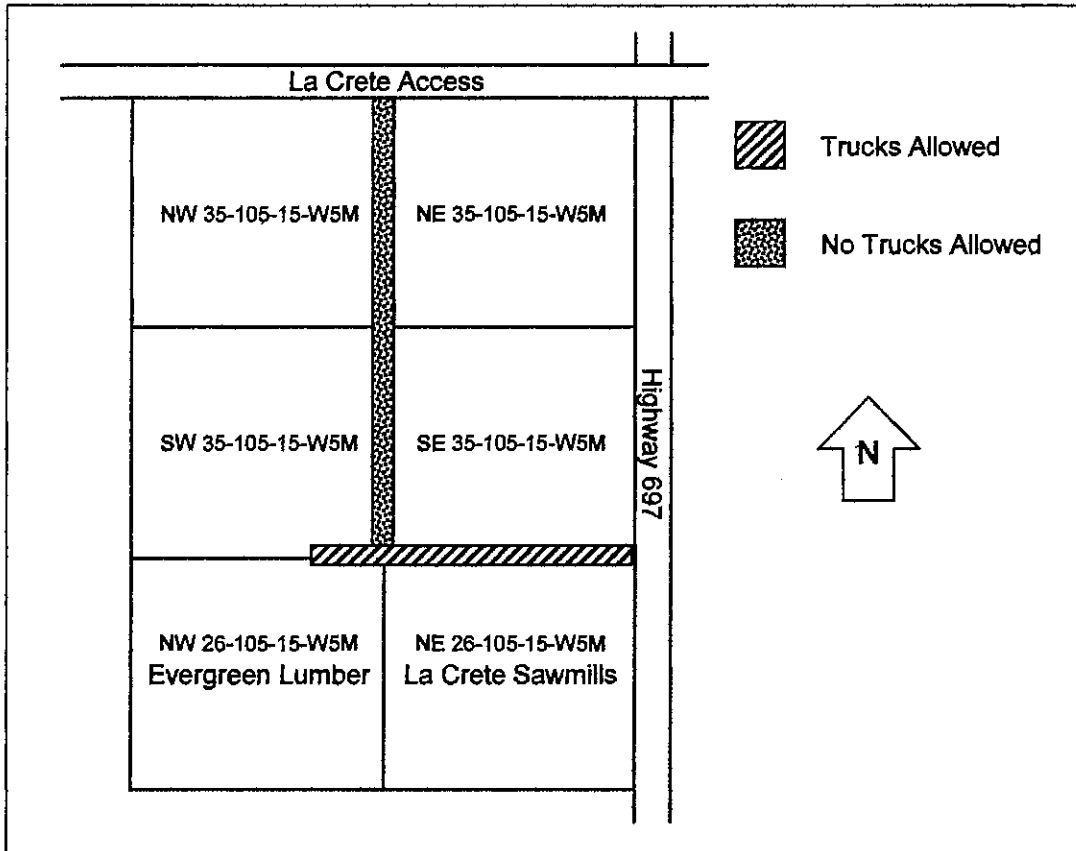 La Crete Access
Trucks Allowed
No Trucks Allowed
NW 35-105-15-W5M
NE 35-105-15-W5M
SW 35-105-15-W5M
SE 35-105-15-W5M
Highway 697
N
NW 26-105-15-W5M
Evergreen Lumber
NE 26-105-15-W5M
La Crete Sawmills